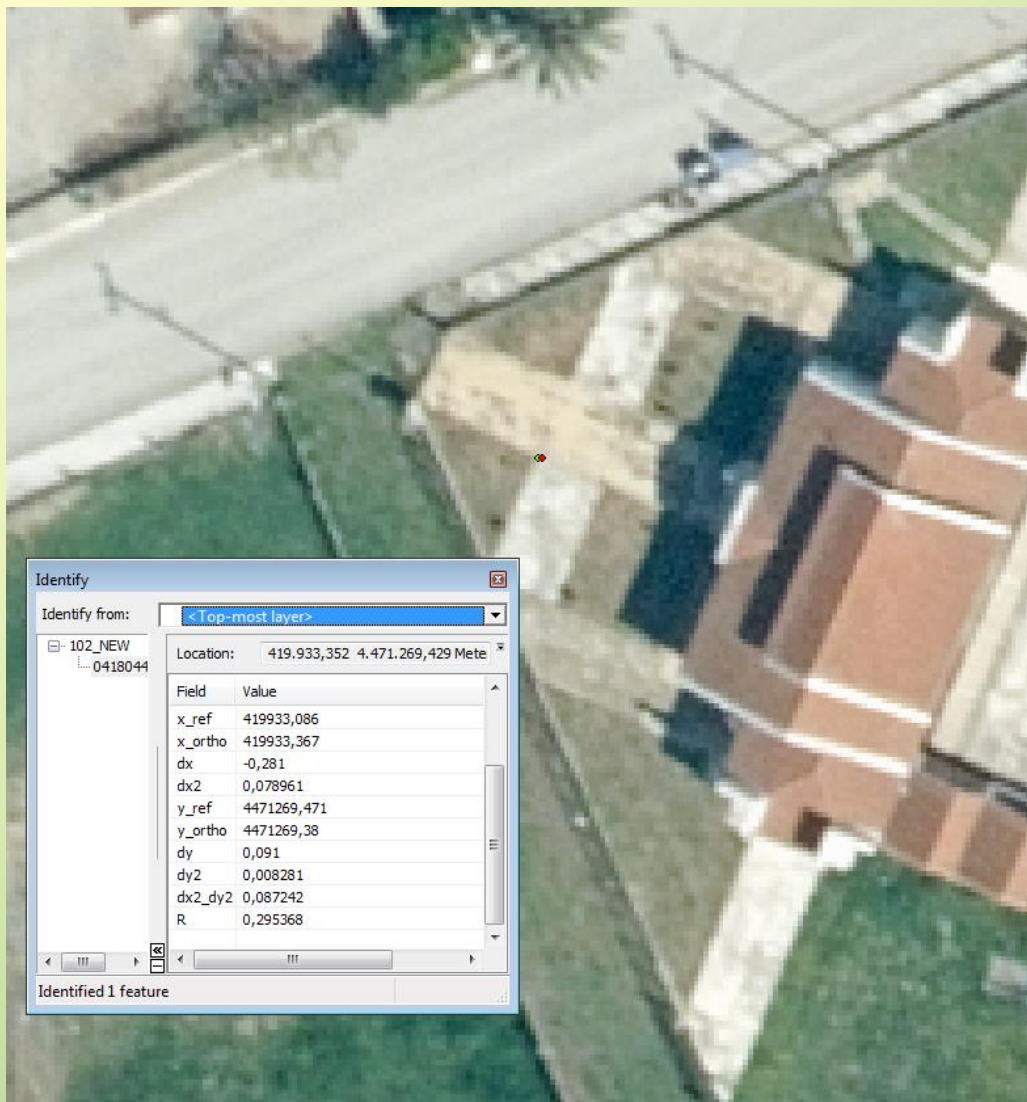 Identify
Identify from: <Top-most layer>
102_NEW
0418044
Location: 419.933,352 4.471.269,429 Mete
Field Value
x_ref 419933,086
x_ortho 419933,367
dx -0,281
dx2 0,078961
y_ref 4471269,471
y_ortho 4471269,38
dy 0,091
dy2 0,008281
dx2_dy2 0,087242
R 0,295368
Identified 1 feature